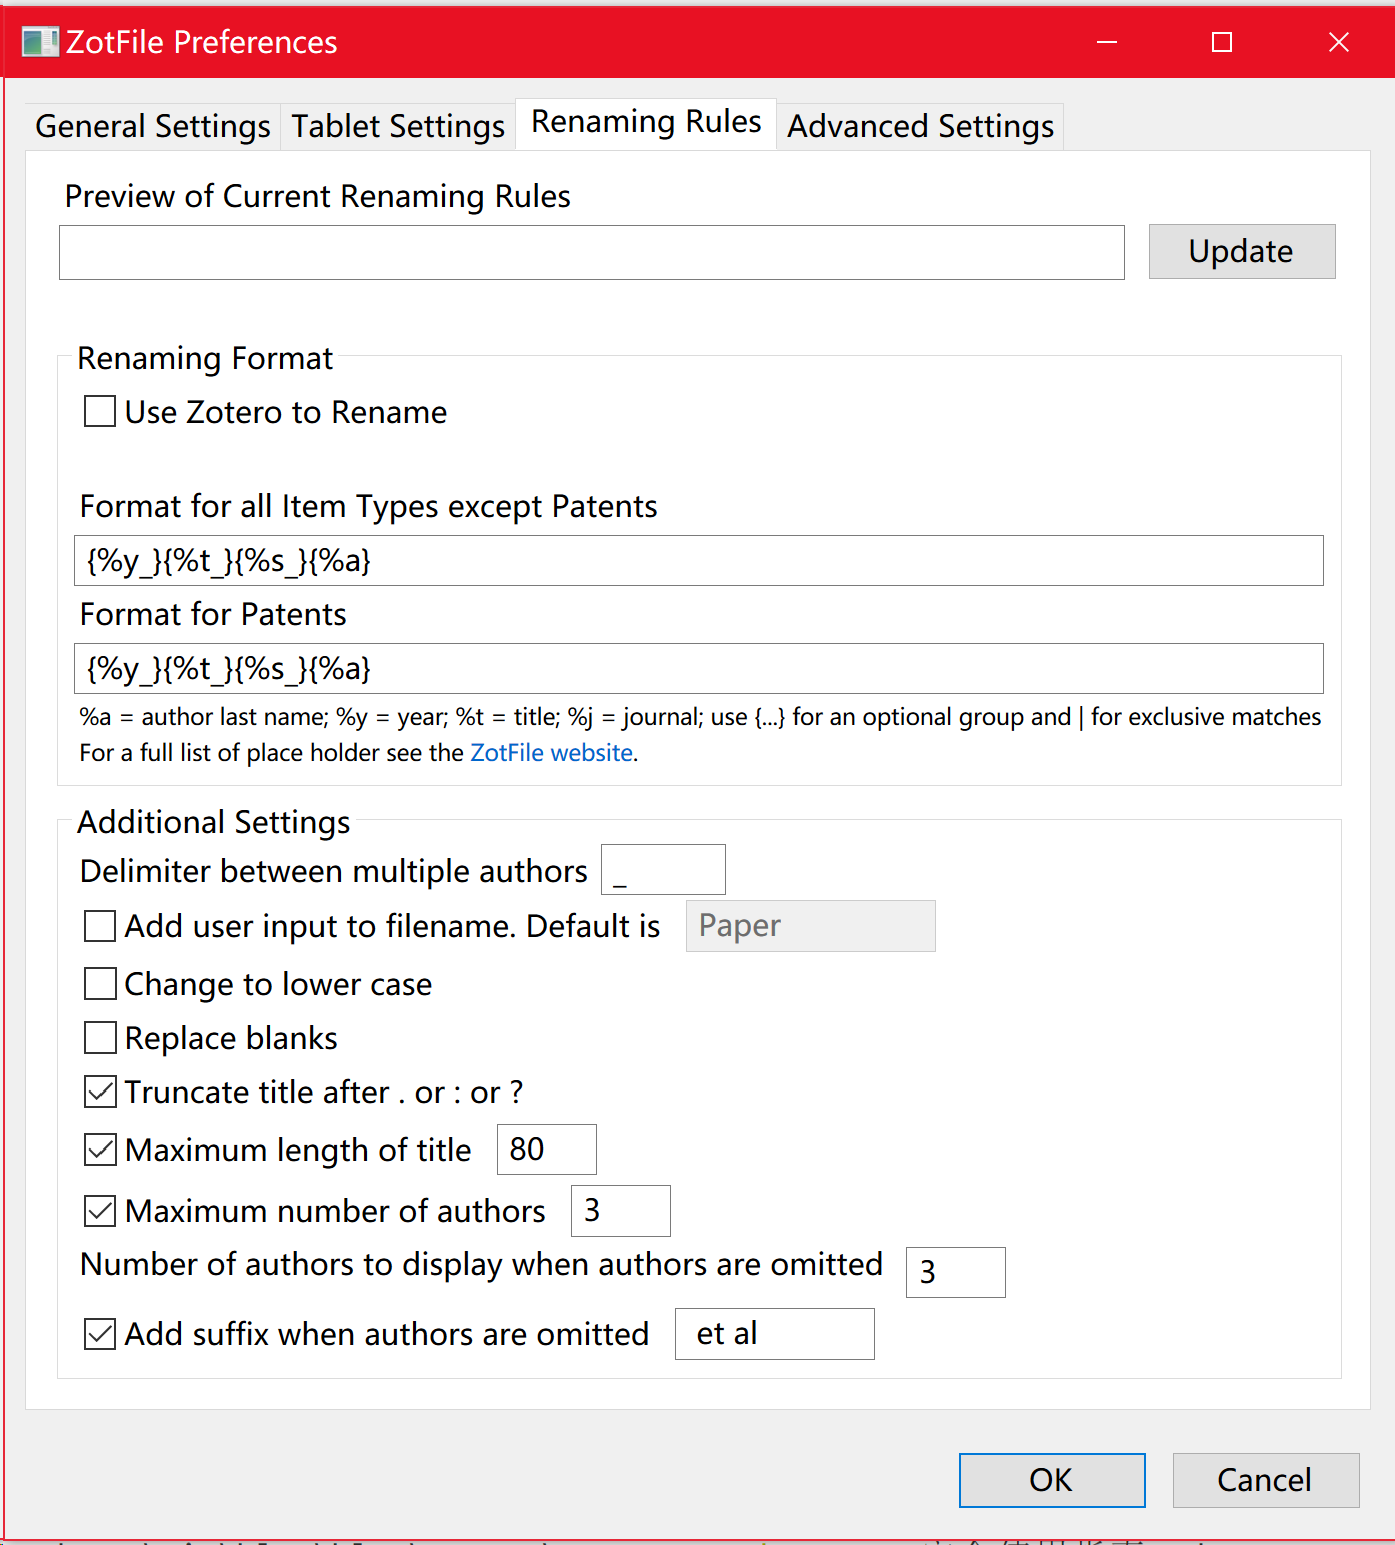 ZotFile Preferences
General Settings Tablet Settings Renaming Rules Advanced Settings
Preview of Current Renaming Rules
Update
Renaming Format
Use Zotero to Rename
Format for all Item Types except Patents
{%y_}{%t_}{%s_}{%a}
Format for Patents
{%y_}{%t_}{%s_}{%a}
%a = author last name; %y = year; %t = title; %j = journal; use {...} for an optional group and | for exclusive matches
For a full list of place holder see the ZotFile website.
Additional Settings
Delimiter between multiple authors _
Add user input to filename. Default is Paper
Change to lower case
Replace blanks
Truncate title after . or : or ?
Maximum length of title 80
Maximum number of authors 3
Number of authors to display when authors are omitted 3
Add suffix when authors are omitted et al
OK Cancel